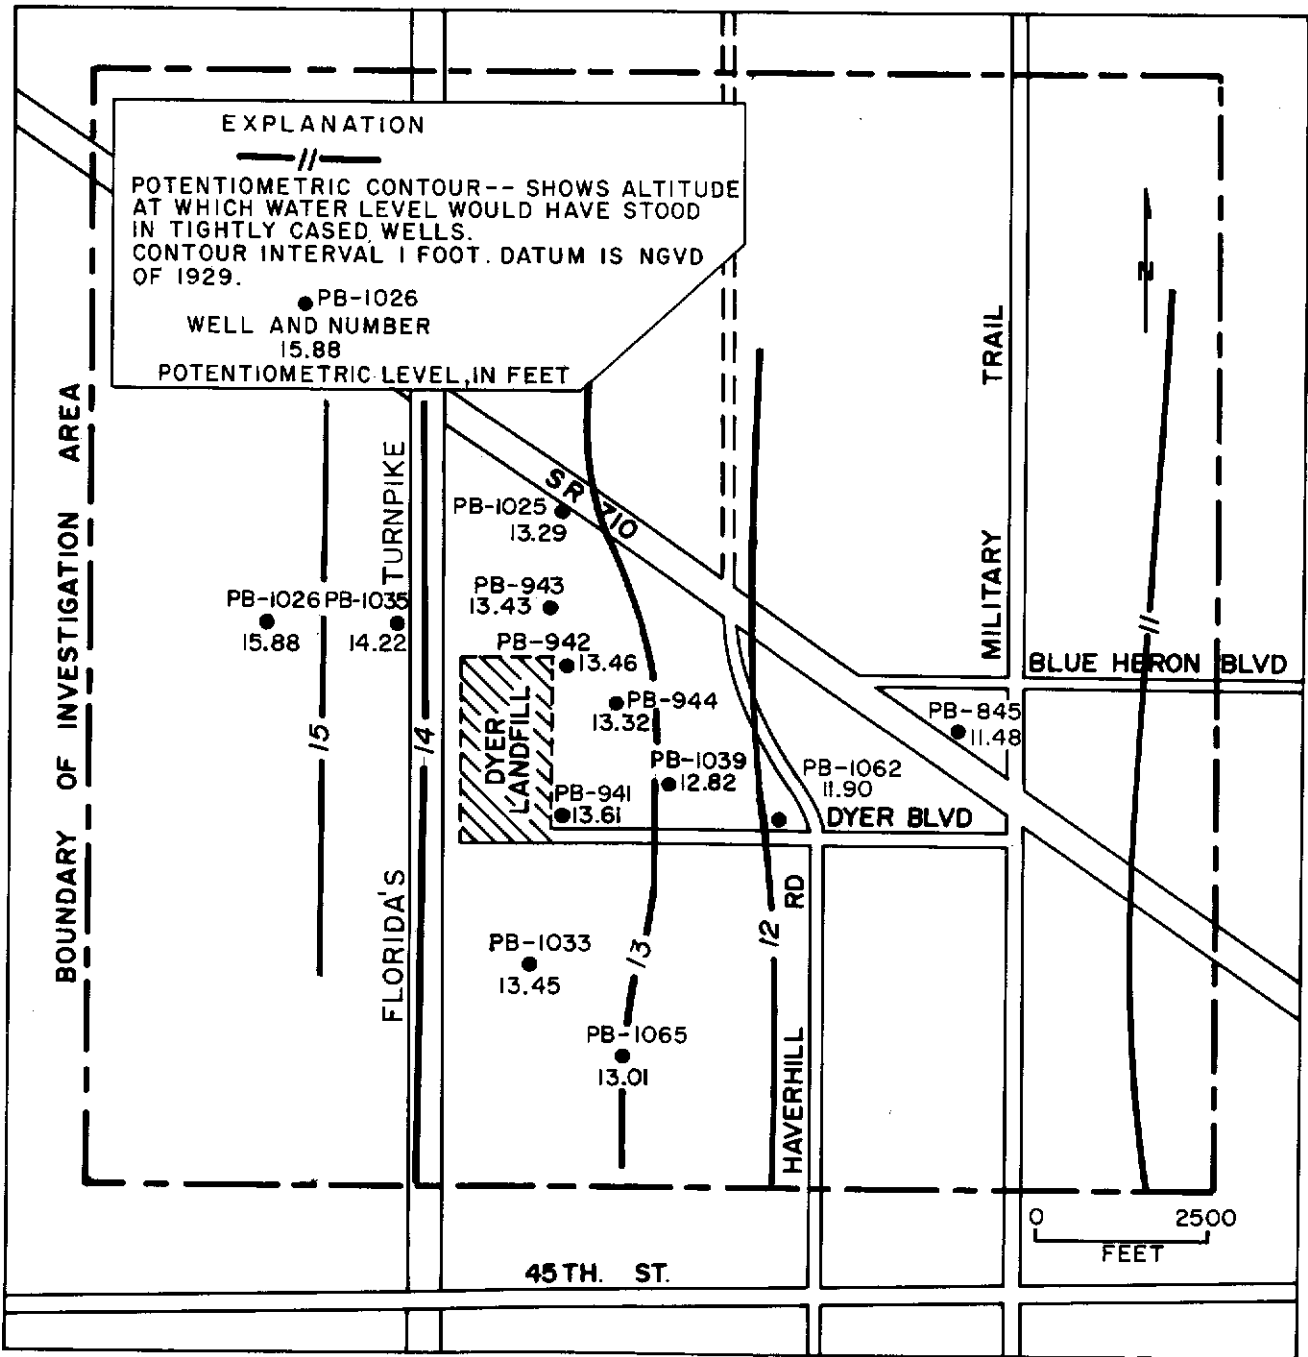 EXPLANATION
11
POTENTIOMETRIC CONTOUR-- SHOWS ALTITUDE
AT WHICH WATER LEVEL WOULD HAVE STOOD
IN TIGHTLY CASED WELLS.
CONTOUR INTERVAL 1 FOOT. DATUM IS NGVD
OF 1929.
PB-1026
WELL AND NUMBER
15.88
POTENTIOMETRIC LEVEL, IN FEET
N
BOUNDARY OF INVESTIGATION AREA
FLORIDA'S TURNPIKE
MILITARY TRAIL
SR 710
PB-1025
13.29
PB-943
13.43
PB-1026
15.88
PB-1035
14.22
PB-942
13.46
PB-944
13.32
DYER
LANDFILL
PB-1039
12.82
PB-941
13.61
PB-1062
11.90
PB-845
11.48
BLUE HERON BLVD
DYER BLVD
HAVERHILL RD
15
14
13
12
11
PB-1033
13.45
PB-1065
13.01
0 2500
FEET
45TH. ST.